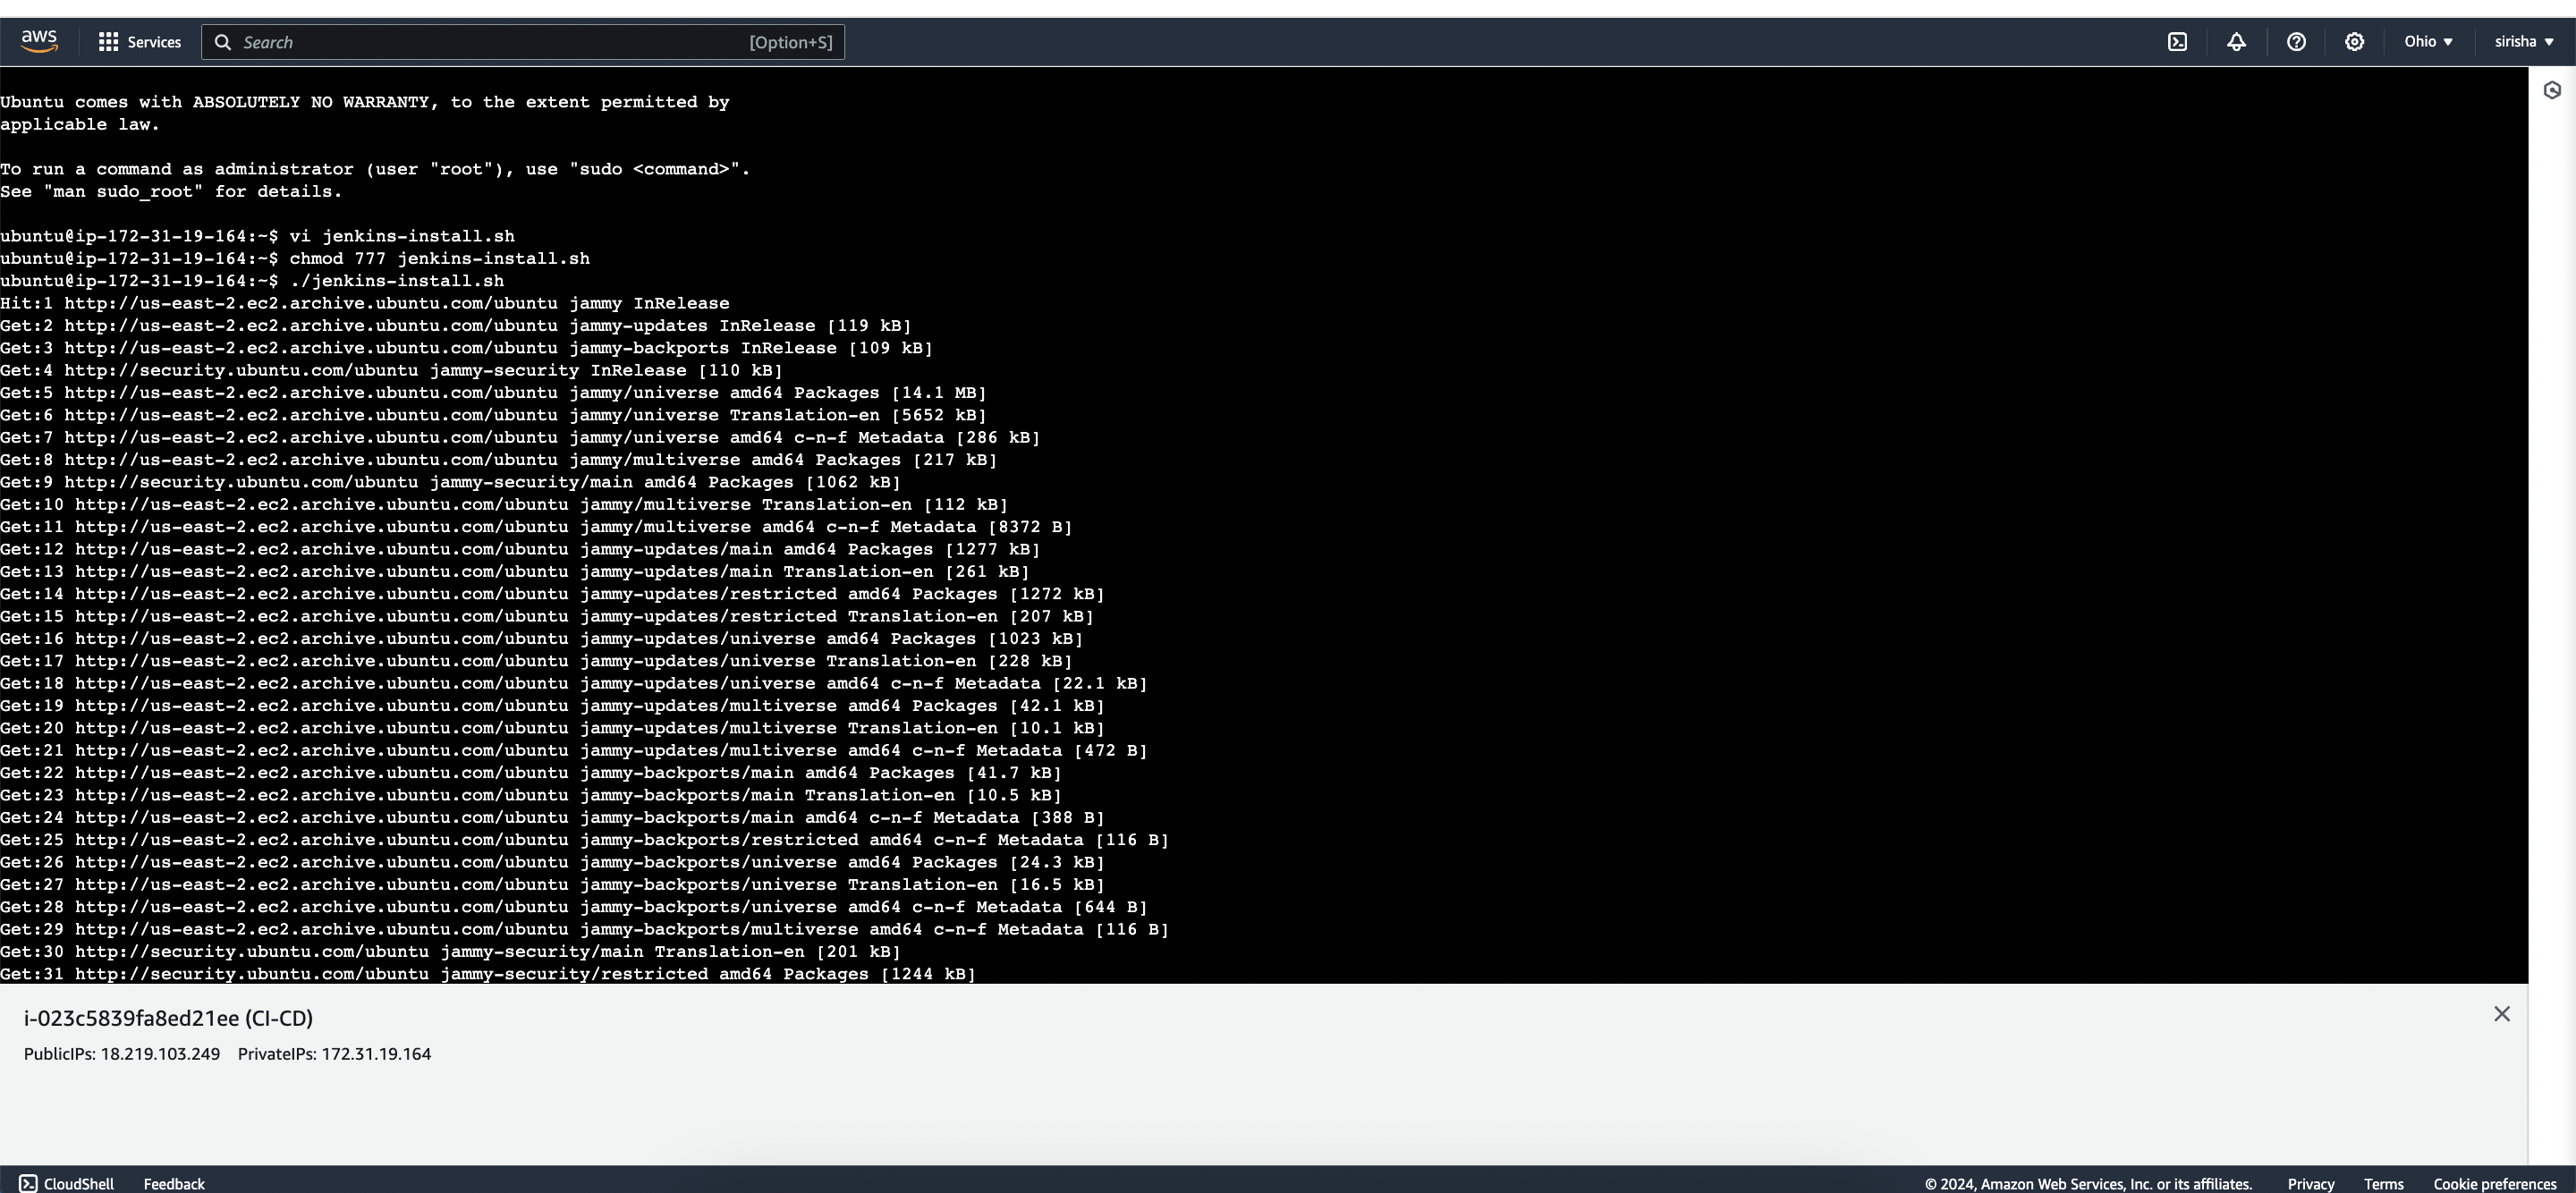 aws Services Search [Option+S] Ohio sirisha
Ubuntu comes with ABSOLUTELY NO WARRANTY, to the extent permitted by
applicable law.
To run a command as administrator (user "root"), use "sudo <command>".
See "man sudo_root" for details.
ubuntu@ip-172-31-19-164:~$ vi jenkins-install.sh
ubuntu@ip-172-31-19-164:~$ chmod 777 jenkins-install.sh
ubuntu@ip-172-31-19-164:~$ ./jenkins-install.sh
Hit:1 http://us-east-2.ec2.archive.ubuntu.com/ubuntu jammy InRelease
Get:2 http://us-east-2.ec2.archive.ubuntu.com/ubuntu jammy-updates InRelease [119 kB]
Get:3 http://us-east-2.ec2.archive.ubuntu.com/ubuntu jammy-backports InRelease [109 kB]
Get:4 http://security.ubuntu.com/ubuntu jammy-security InRelease [110 kB]
Get:5 http://us-east-2.ec2.archive.ubuntu.com/ubuntu jammy/universe amd64 Packages [14.1 MB]
Get:6 http://us-east-2.ec2.archive.ubuntu.com/ubuntu jammy/universe Translation-en [5652 kB]
Get:7 http://us-east-2.ec2.archive.ubuntu.com/ubuntu jammy/universe amd64 c-n-f Metadata [286 kB]
Get:8 http://us-east-2.ec2.archive.ubuntu.com/ubuntu jammy/multiverse amd64 Packages [217 kB]
Get:9 http://security.ubuntu.com/ubuntu jammy-security/main amd64 Packages [1062 kB]
Get:10 http://us-east-2.ec2.archive.ubuntu.com/ubuntu jammy/multiverse Translation-en [112 kB]
Get:11 http://us-east-2.ec2.archive.ubuntu.com/ubuntu jammy/multiverse amd64 c-n-f Metadata [8372 B]
Get:12 http://us-east-2.ec2.archive.ubuntu.com/ubuntu jammy-updates/main amd64 Packages [1277 kB]
Get:13 http://us-east-2.ec2.archive.ubuntu.com/ubuntu jammy-updates/main Translation-en [261 kB]
Get:14 http://us-east-2.ec2.archive.ubuntu.com/ubuntu jammy-updates/restricted amd64 Packages [1272 kB]
Get:15 http://us-east-2.ec2.archive.ubuntu.com/ubuntu jammy-updates/restricted Translation-en [207 kB]
Get:16 http://us-east-2.ec2.archive.ubuntu.com/ubuntu jammy-updates/universe amd64 Packages [1023 kB]
Get:17 http://us-east-2.ec2.archive.ubuntu.com/ubuntu jammy-updates/universe Translation-en [228 kB]
Get:18 http://us-east-2.ec2.archive.ubuntu.com/ubuntu jammy-updates/universe amd64 c-n-f Metadata [22.1 kB]
Get:19 http://us-east-2.ec2.archive.ubuntu.com/ubuntu jammy-updates/multiverse amd64 Packages [42.1 kB]
Get:20 http://us-east-2.ec2.archive.ubuntu.com/ubuntu jammy-updates/multiverse Translation-en [10.1 kB]
Get:21 http://us-east-2.ec2.archive.ubuntu.com/ubuntu jammy-updates/multiverse amd64 c-n-f Metadata [472 B]
Get:22 http://us-east-2.ec2.archive.ubuntu.com/ubuntu jammy-backports/main amd64 Packages [41.7 kB]
Get:23 http://us-east-2.ec2.archive.ubuntu.com/ubuntu jammy-backports/main Translation-en [10.5 kB]
Get:24 http://us-east-2.ec2.archive.ubuntu.com/ubuntu jammy-backports/main amd64 c-n-f Metadata [388 B]
Get:25 http://us-east-2.ec2.archive.ubuntu.com/ubuntu jammy-backports/restricted amd64 c-n-f Metadata [116 B]
Get:26 http://us-east-2.ec2.archive.ubuntu.com/ubuntu jammy-backports/universe amd64 Packages [24.3 kB]
Get:27 http://us-east-2.ec2.archive.ubuntu.com/ubuntu jammy-backports/universe Translation-en [16.5 kB]
Get:28 http://us-east-2.ec2.archive.ubuntu.com/ubuntu jammy-backports/universe amd64 c-n-f Metadata [644 B]
Get:29 http://us-east-2.ec2.archive.ubuntu.com/ubuntu jammy-backports/multiverse amd64 c-n-f Metadata [116 B]
Get:30 http://security.ubuntu.com/ubuntu jammy-security/main Translation-en [201 kB]
Get:31 http://security.ubuntu.com/ubuntu jammy-security/restricted amd64 Packages [1244 kB]
i-023c5839fa8ed21ee (CI-CD)
PublicIPs: 18.219.103.249 PrivateIPs: 172.31.19.164
CloudShell Feedback © 2024, Amazon Web Services, Inc. or its affiliates. Privacy Terms Cookie preferences